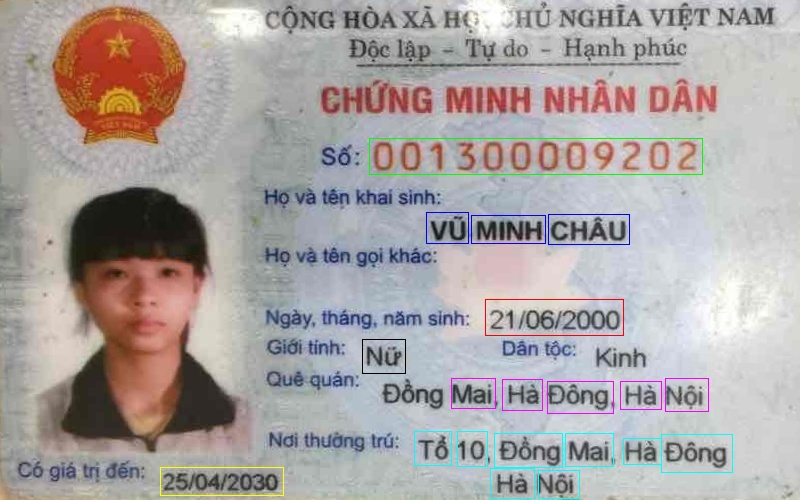 CỘNG HÒA XÃ HỘI CHỦ NGHĨA VIỆT NAM
Độc lập - Tự do - Hạnh phúc
CHỨNG MINH NHÂN DÂN
Số: 001300009202
Họ và tên khai sinh:
VŨ MINH CHÂU
Họ và tên gọi khác:
Ngày, tháng, năm sinh: 21/06/2000
Giới tính: Nữ Dân tộc: Kinh
Quê quán: Đồng Mai, Hà Đông, Hà Nội
Nơi thường trú: Tổ 10, Đồng Mai, Hà Đông
Hà Nội
Có giá trị đến: 25/04/2030